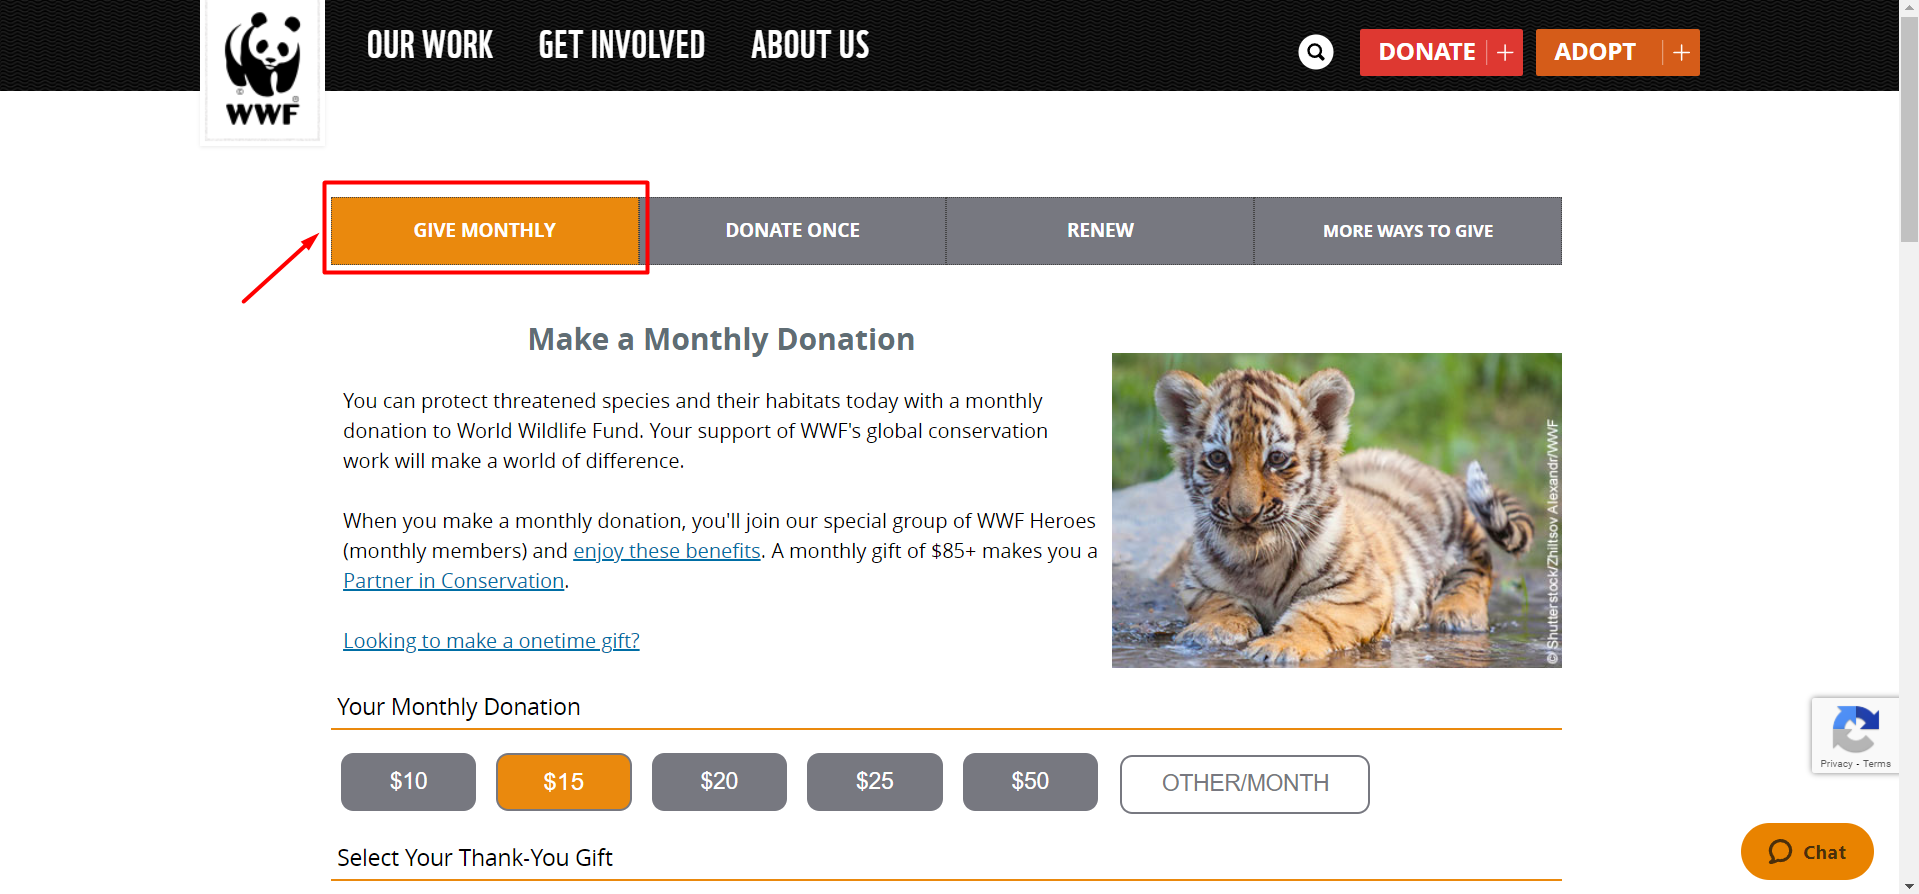 WWF
OUR WORK
GET INVOLVED
ABOUT US
DONATE +
ADOPT +
GIVE MONTHLY
DONATE ONCE
RENEW
MORE WAYS TO GIVE
Make a Monthly Donation
You can protect threatened species and their habitats today with a monthly
donation to World Wildlife Fund. Your support of WWF's global conservation
work will make a world of difference.
When you make a monthly donation, you'll join our special group of WWF Heroes
(monthly members) and enjoy these benefits. A monthly gift of $85+ makes you a
Partner in Conservation.
Looking to make a onetime gift?
© Shutterstock/Zhiltsov Alexandr/WWF
Your Monthly Donation
$10
$15
$20
$25
$50
OTHER/MONTH
Privacy - Terms
Select Your Thank-You Gift
Chat